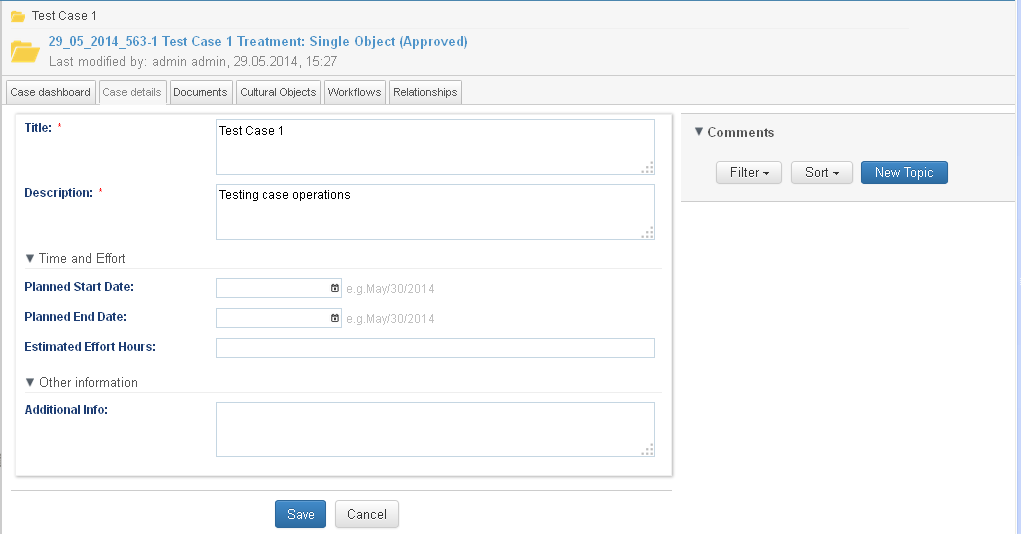 Test Case 1
29_05_2014_563-1 Test Case 1 Treatment: Single Object (Approved)
Last modified by: admin admin, 29.05.2014, 15:27
Case dashboard Case details Documents Cultural Objects Workflows Relationships
Title: * Test Case 1
Description: * Testing case operations
▼ Time and Effort
Planned Start Date: e.g.May/30/2014
Planned End Date: e.g.May/30/2014
Estimated Effort Hours:
▼ Other information
Additional Info:
Save Cancel
▼ Comments
Filter Sort New Topic